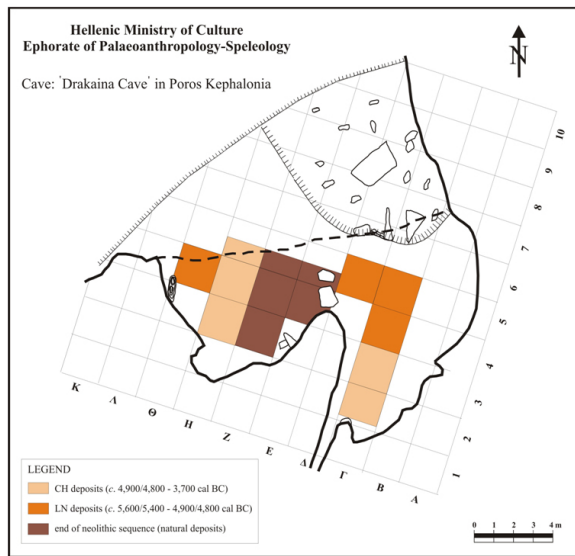 Hellenic Ministry of Culture
Ephorate of Palaeoanthropology-Speleology
Cave: 'Drakaina Cave' in Poros Kephalonia
N
10
9
8
7
6
5
4
3
2
1
Κ
Λ
Θ
Η
Ζ
Ε
Δ
Γ
Β
Α
LEGEND
CH deposits (c. 4,900/4,800 - 3,700 cal BC)
LN deposits (c. 5,600/5,400 - 4,900/4,800 cal BC)
end of neolithic sequence (natural deposits)
0 1 2 3 4 m